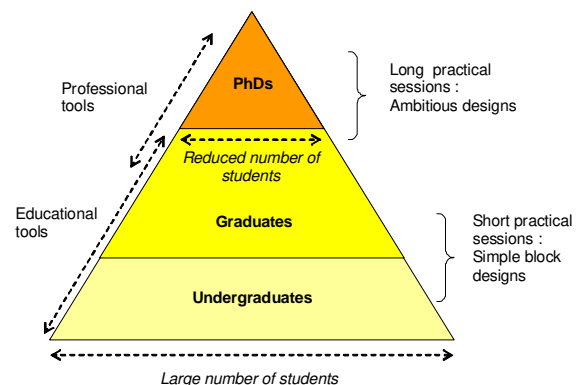 PhDs
Long practical
sessions :
Ambitious designs
Professional
tools
Reduced number of
students
Educational
tools
Graduates
Short practical
sessions :
Simple block
designs
Undergraduates
Large number of students